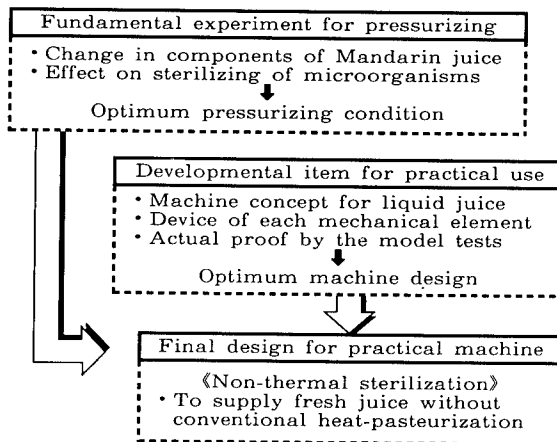 Fundamental experiment for pressurizing
・Change in components of Mandarin juice
・Effect on sterilizing of microorganisms
Optimum pressurizing condition
Developmental item for practical use
・Machine concept for liquid juice
・Device of each mechanical element
・Actual proof by the model tests
Optimum machine design
Final design for practical machine
《Non-thermal sterilization》
・To supply fresh juice without
conventional heat-pasteurization